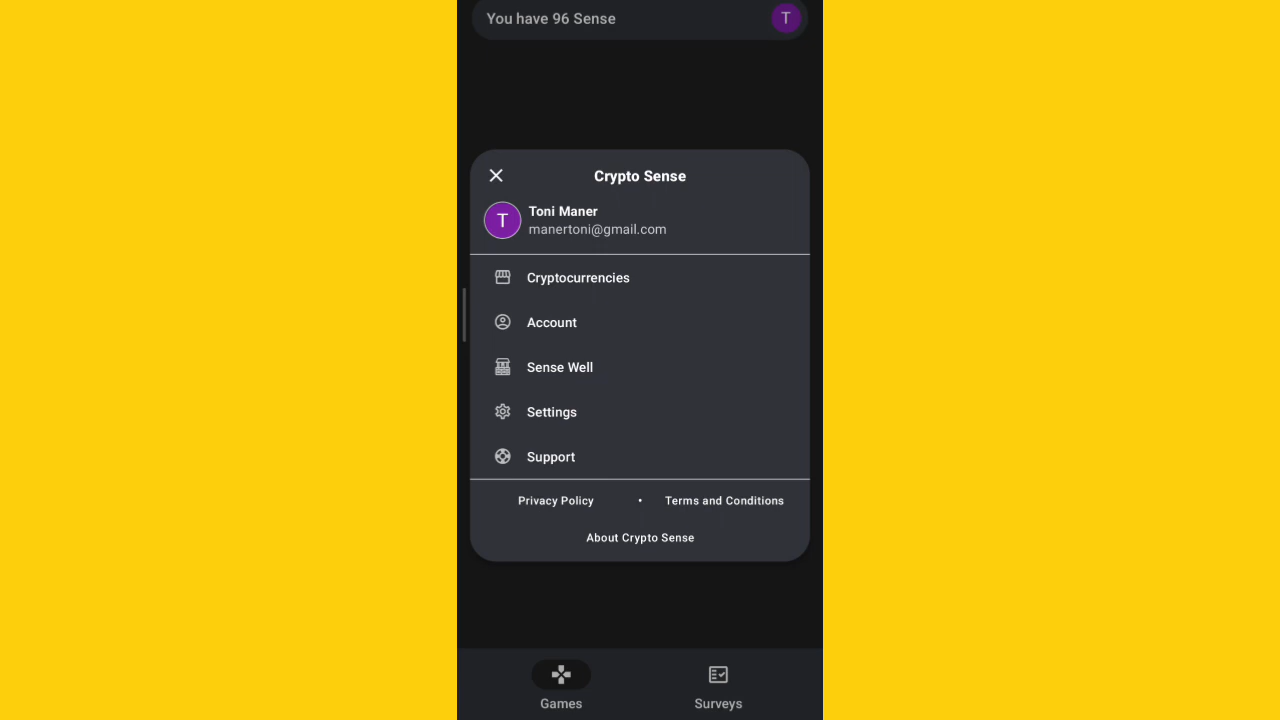 You have 96 Sense
T
Crypto Sense
T
Toni Maner
manertoni@gmail.com
Cryptocurrencies
Account
Sense Well
Settings
Support
Privacy Policy • Terms and Conditions
About Crypto Sense
Games
Surveys